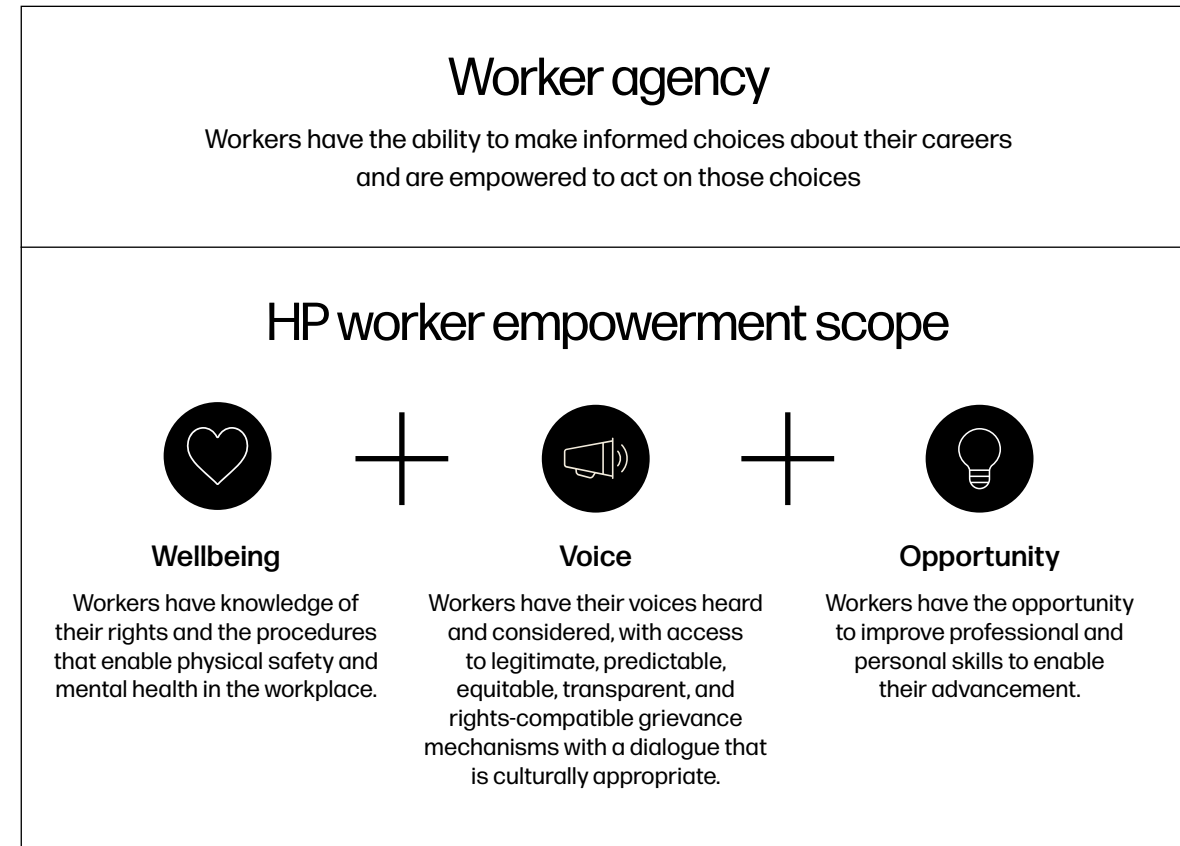 Worker agency
Workers have the ability to make informed choices about their careers
and are empowered to act on those choices
HP worker empowerment scope
Wellbeing
Workers have knowledge of
their rights and the procedures
that enable physical safety and
mental health in the workplace.
Voice
Workers have their voices heard
and considered, with access
to legitimate, predictable,
equitable, transparent, and
rights-compatible grievance
mechanisms with a dialogue that
is culturally appropriate.
Opportunity
Workers have the opportunity
to improve professional and
personal skills to enable
their advancement.